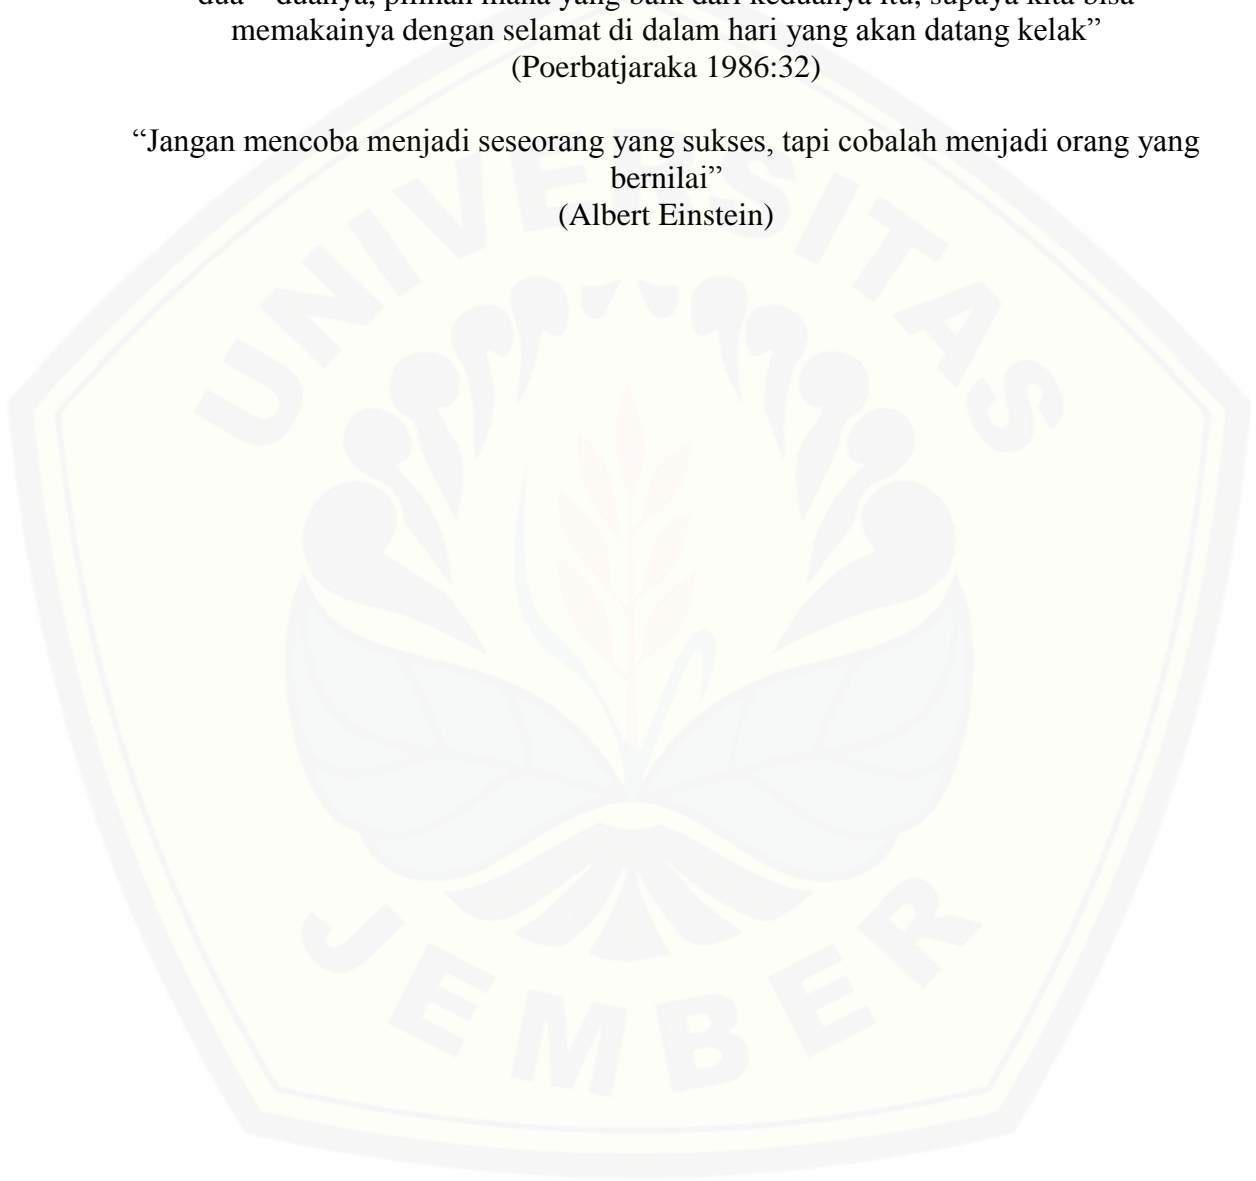 dua – duanya, pilihan mana yang baik dari keduanya itu, supaya kita bisa
memakainya dengan selamat di dalam hari yang akan datang kelak”
(Poerbatjaraka 1986:32)
“Jangan mencoba menjadi seseorang yang sukses, tapi cobalah menjadi orang yang
bernilai”
(Albert Einstein)
UNIVERSITAS
JEMBER